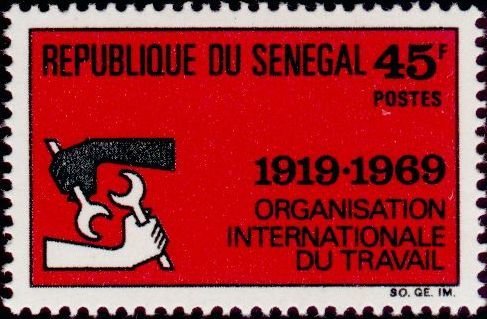 REPUBLIQUE DU SENEGAL 45F
POSTES
1919·1969
ORGANISATION
INTERNATIONALE
DU TRAVAIL
SO. GE. IM.